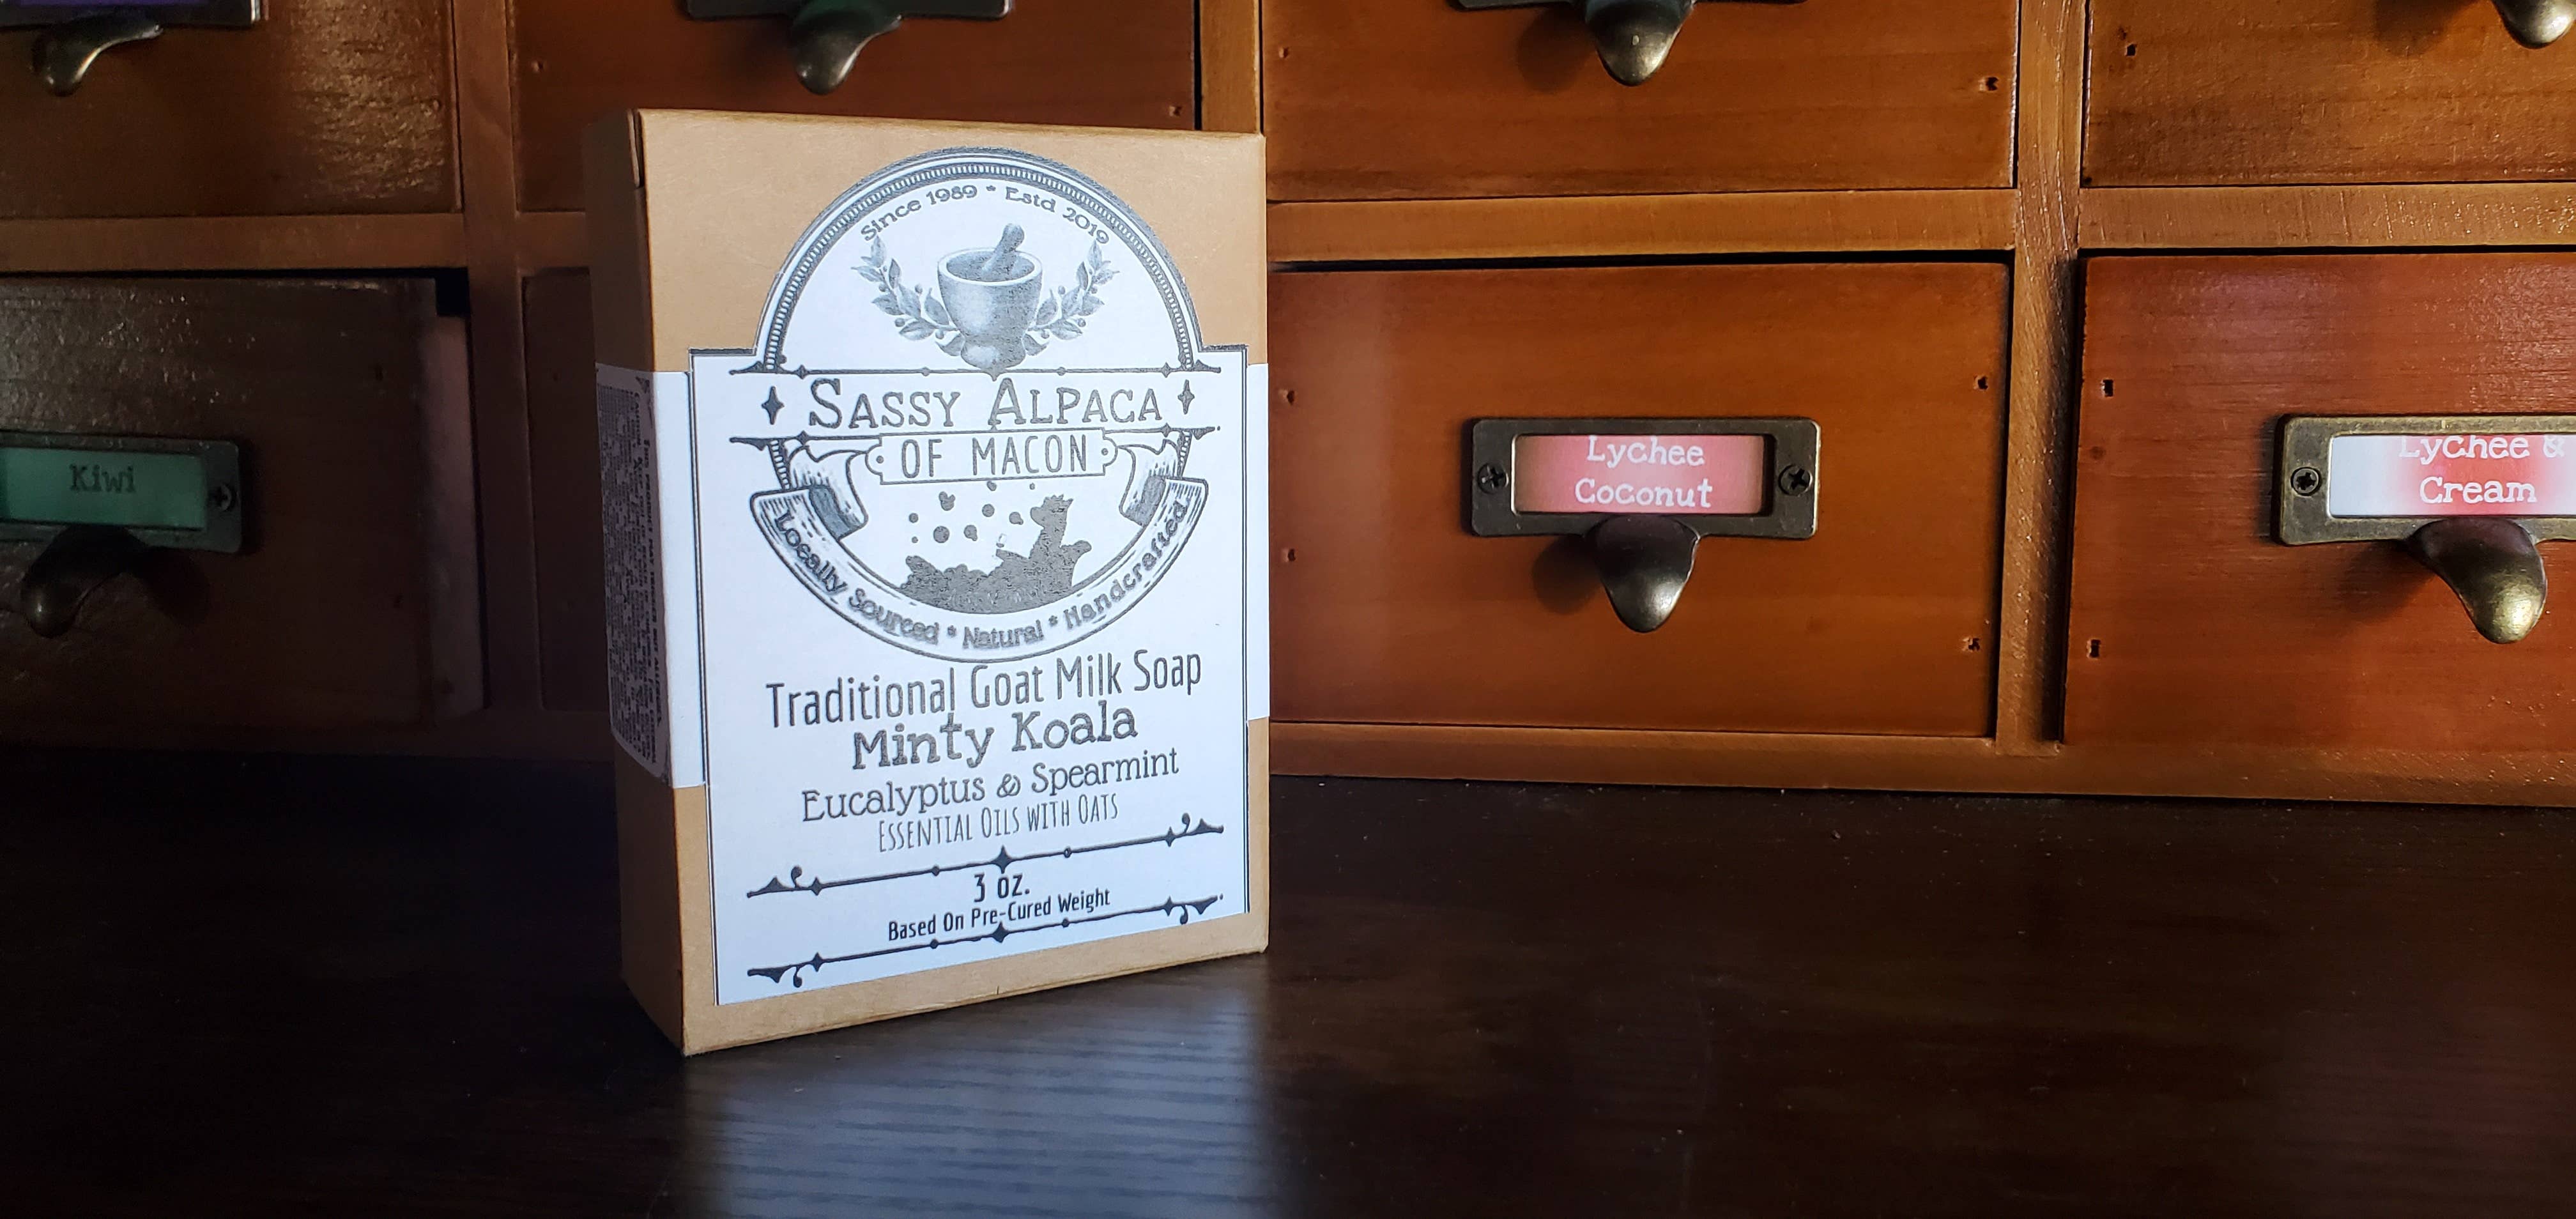 Since 1989 * Estd 2019
SASSY ALPACA
OF MACON
Locally Sourced * Natural * Handcrafted
Traditional Goat Milk Soap
Minty Koala
Eucalyptus & Spearmint
ESSENTIAL OILS WITH OATS
3 oz.
Based On Pre-Cured Weight
Kiwi
Lychee
Coconut
Lychee &
Cream